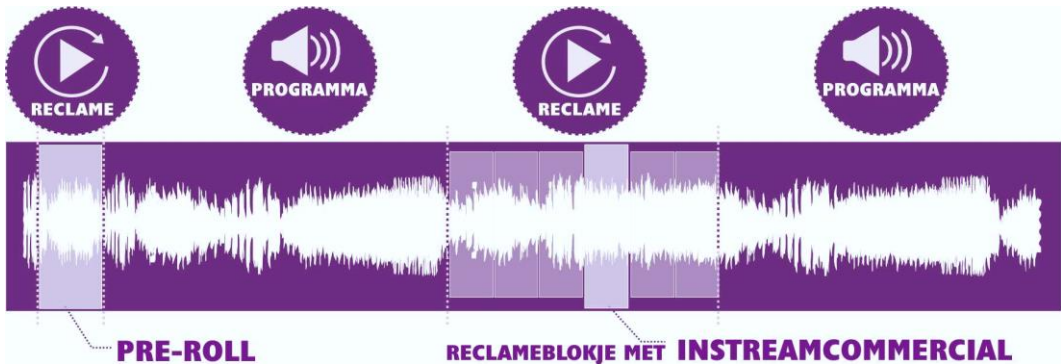 RECLAME
PROGRAMMA
RECLAME
PROGRAMMA
PRE-ROLL
RECLAMEBLOKJE MET INSTREAMCOMMERCIAL